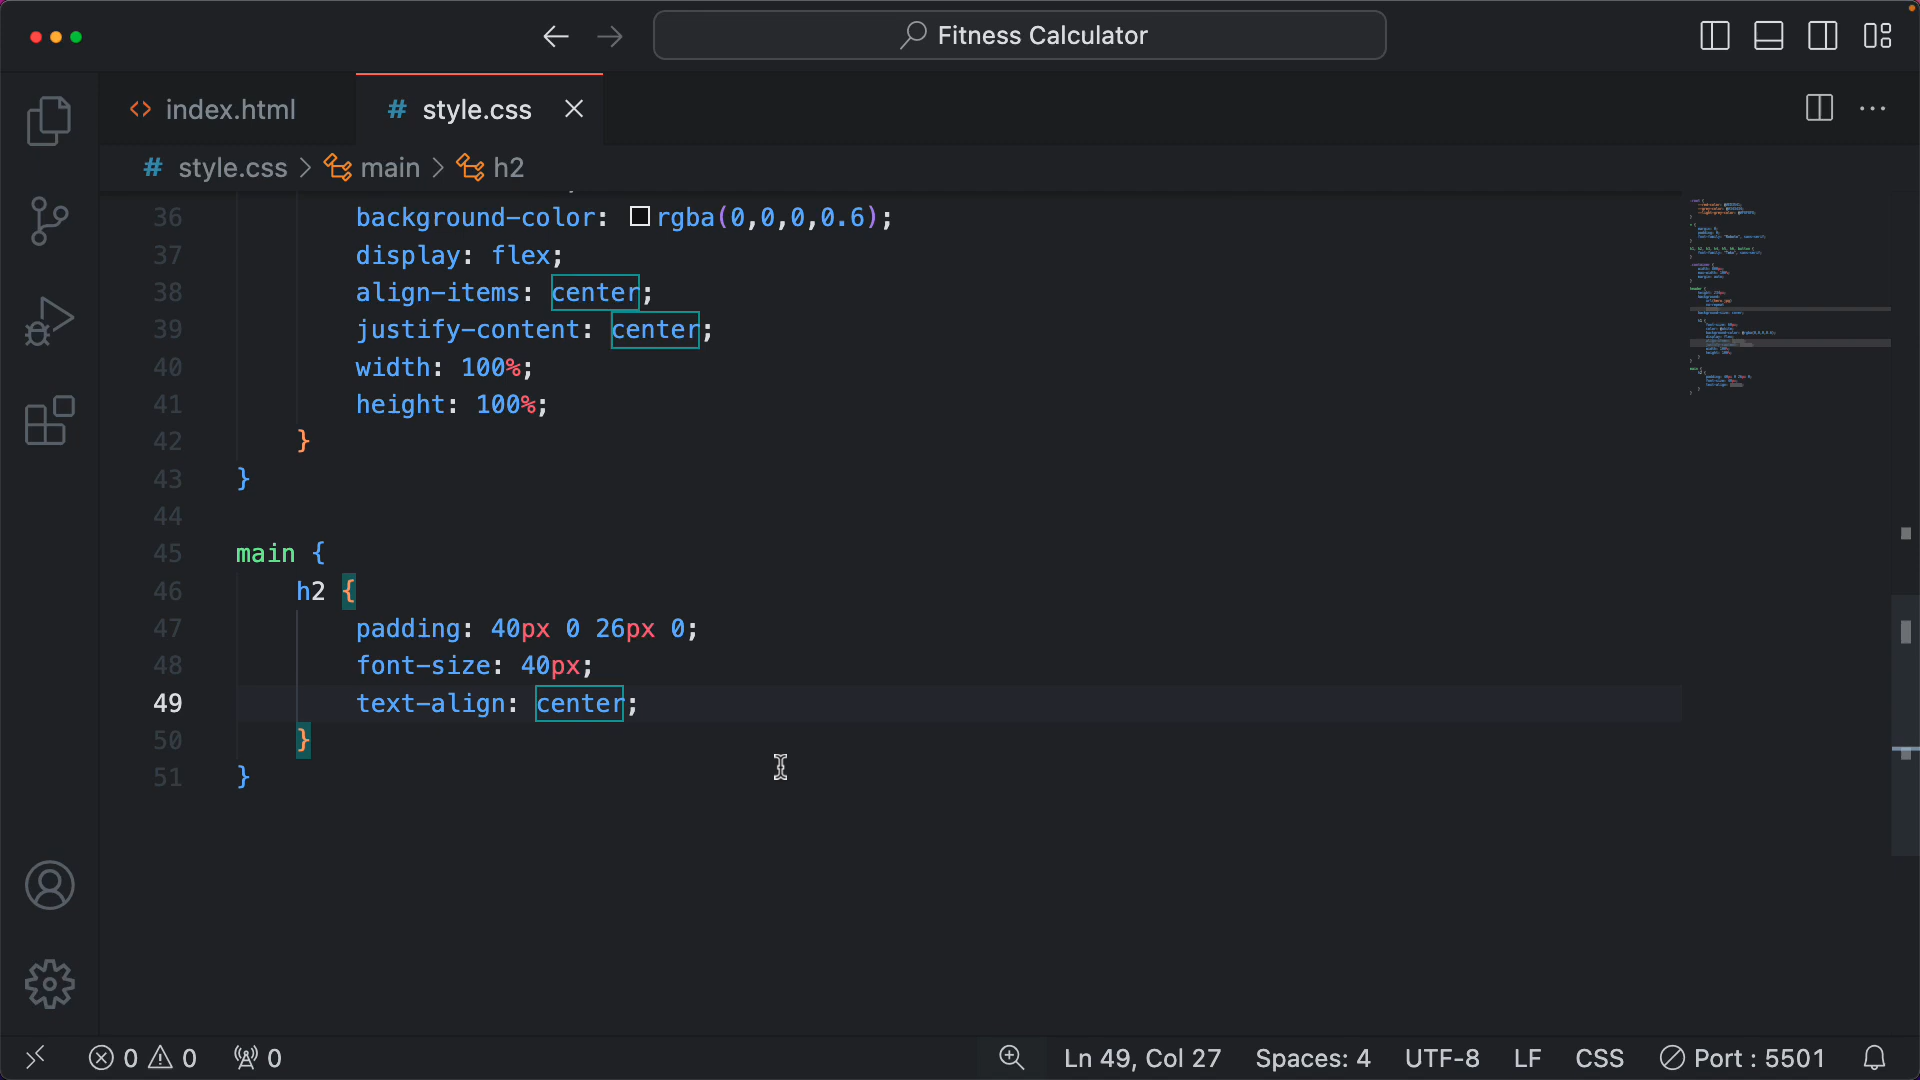 Fitness Calculator
index.html
# style.css
# style.css > main > h2
36 background-color: rgba(0,0,0,0.6);
37 display: flex;
38 align-items: center;
39 justify-content: center;
40 width: 100%;
41 height: 100%;
42 }
43 }
44
45 main {
46 h2 {
47 padding: 40px 0 26px 0;
48 font-size: 40px;
49 text-align: center;
50 }
51 }
0 0 0 Ln 49, Col 27 Spaces: 4 UTF-8 LF CSS Port : 5501